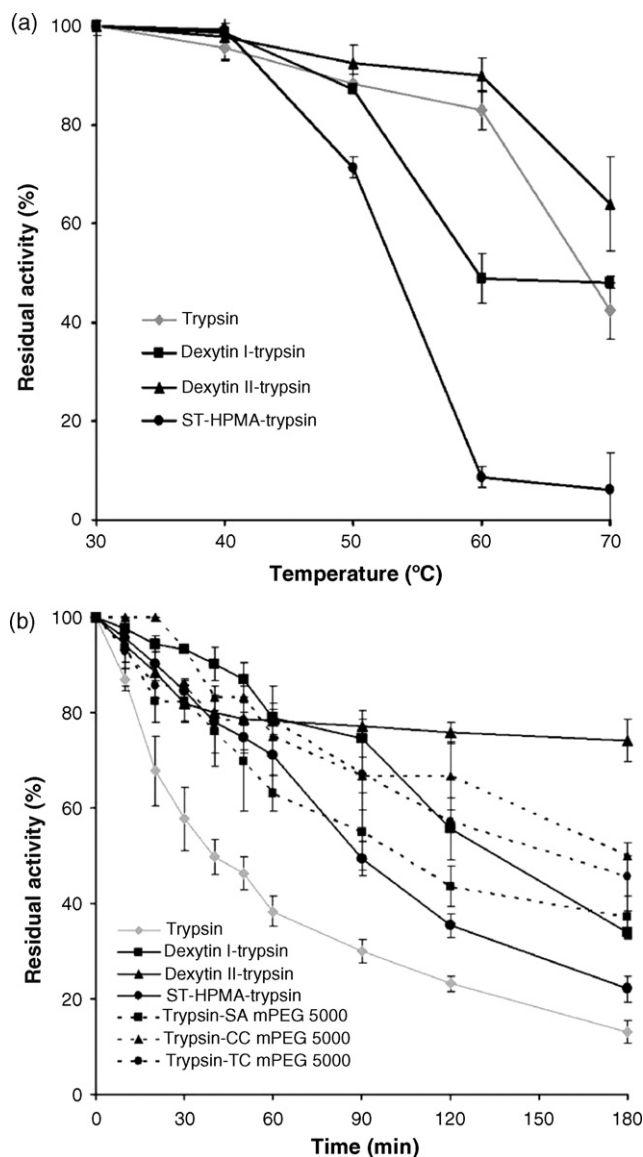 (a)
100
80
60
40
20
0
Residual activity (%)
Trypsin
Dexytin I-trypsin
Dexytin II-trypsin
ST-HPMA-trypsin
30 40 50 60 70
Temperature (ºC)
(b)
100
80
60
40
20
0
Residual activity (%)
Trypsin
Dexytin I-trypsin
Dexytin II-trypsin
ST-HPMA-trypsin
Trypsin-SA mPEG 5000
Trypsin-CC mPEG 5000
Trypsin-TC mPEG 5000
0 30 60 90 120 150 180
Time (min)